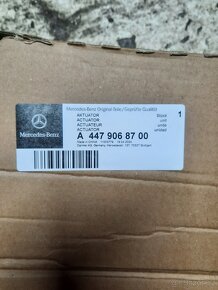 Mercedes-Benz Original-Teile / Geprüfte Qualität
Mercedes-Benz
AKTUATOR Stück 1
ACTUATOR unit
ACTUATEUR unité
ACTUADOR unidad
A 447 906 87 00